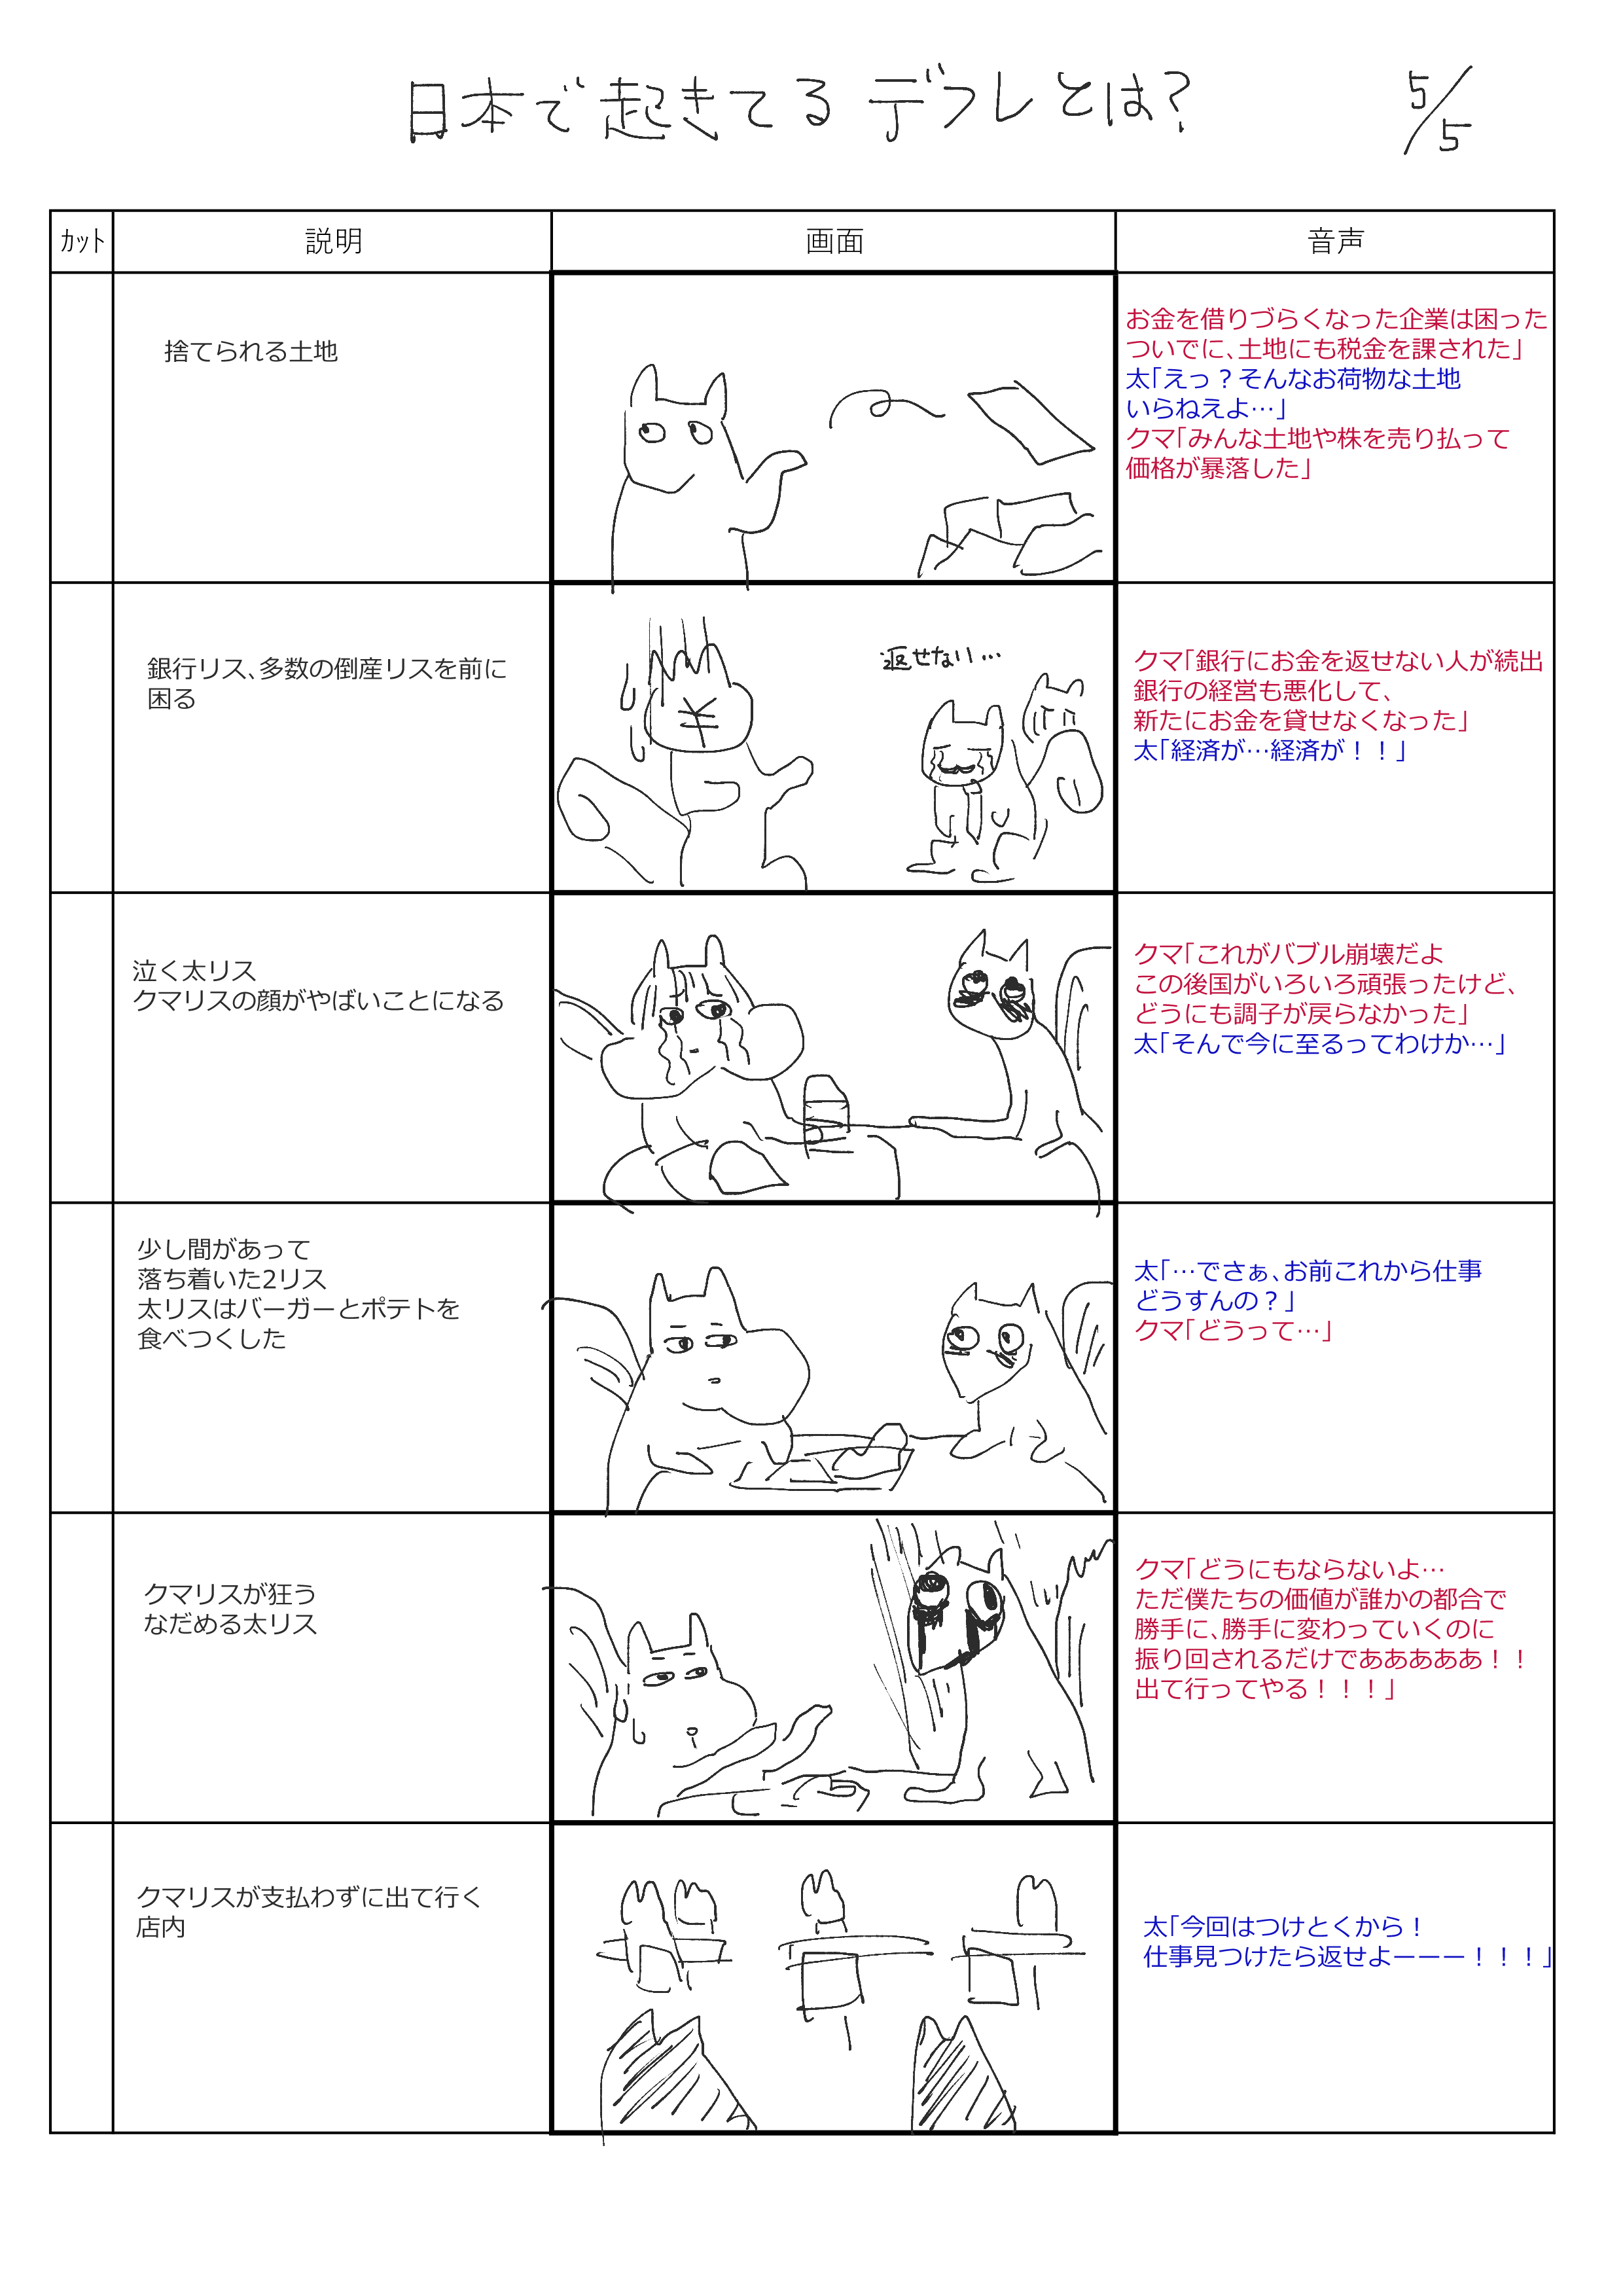 日本で起きてるデフレとは?
5/5
カット
説明
画面
音声
捨てられる土地
お金を借りづらくなった企業は困った
ついでに、土地にも税金を課された」
太「えっ？そんなお荷物な土地
いらねえよ…」
クマ「みんな土地や株を売り払って
価格が暴落した」
銀行リス、多数の倒産リスを前に
困る
¥
返せない…
クマ「銀行にお金を返せない人が続出
銀行の経営も悪化して、
新たにお金を貸せなくなった」
太「経済が…経済が！！」
泣く太リス
クマリスの顔がやばいことになる
クマ「これがバブル崩壊だよ
この後国がいろいろ頑張ったけど、
どうにも調子が戻らなかった」
太「そんで今に至るってわけか…」
少し間があって
落ち着いた2リス
太リスはバーガーとポテトを
食べつくした
太「…でさぁ、お前これから仕事
どうすんの？」
クマ「どうって…」
クマリスが狂う
なだめる太リス
クマ「どうにもならないよ…
ただ僕たちの価値が誰かの都合で
勝手に、勝手に変わっていくのに
振り回されるだけであああああ！！
出て行ってやる！！！」
クマリスが支払わずに出て行く
店内
太「今回はつけとくから！
仕事見つけたら返せよーーー！！！」